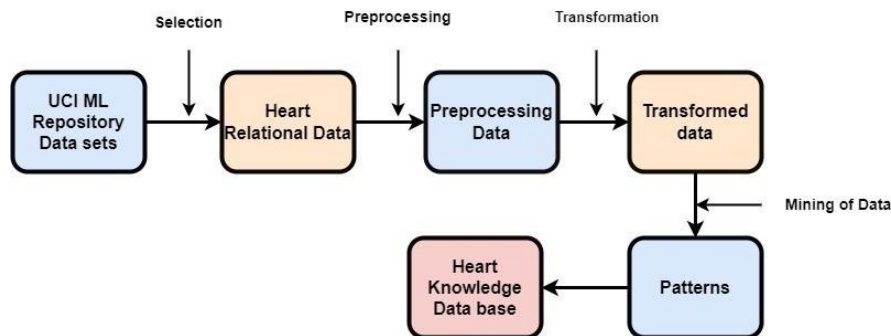 Selection
Preprocessing
Transformation
UCI ML
Repository
Data sets
Heart
Relational Data
Preprocessing
Data
Transformed
data
Mining of Data
Heart
Knowledge
Data base
Patterns